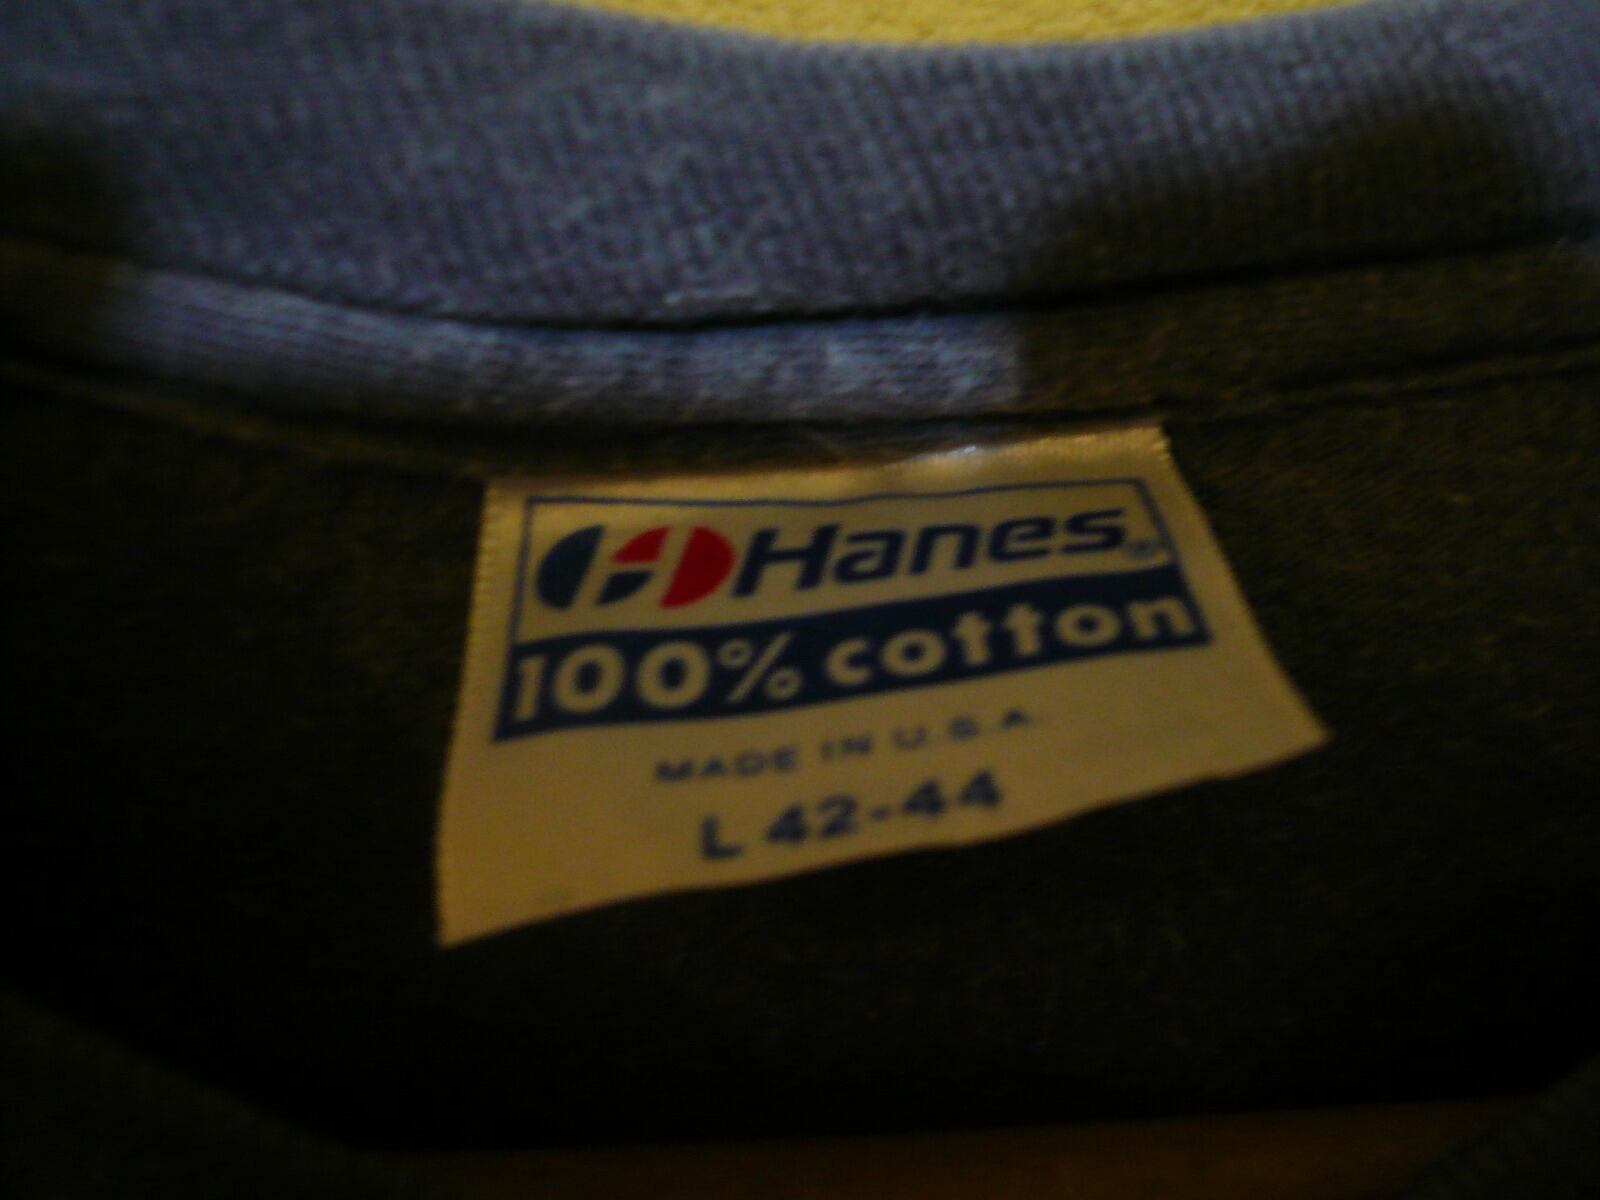 Hanes®
100% cotton
MADE IN U.S.A.
L 42-44